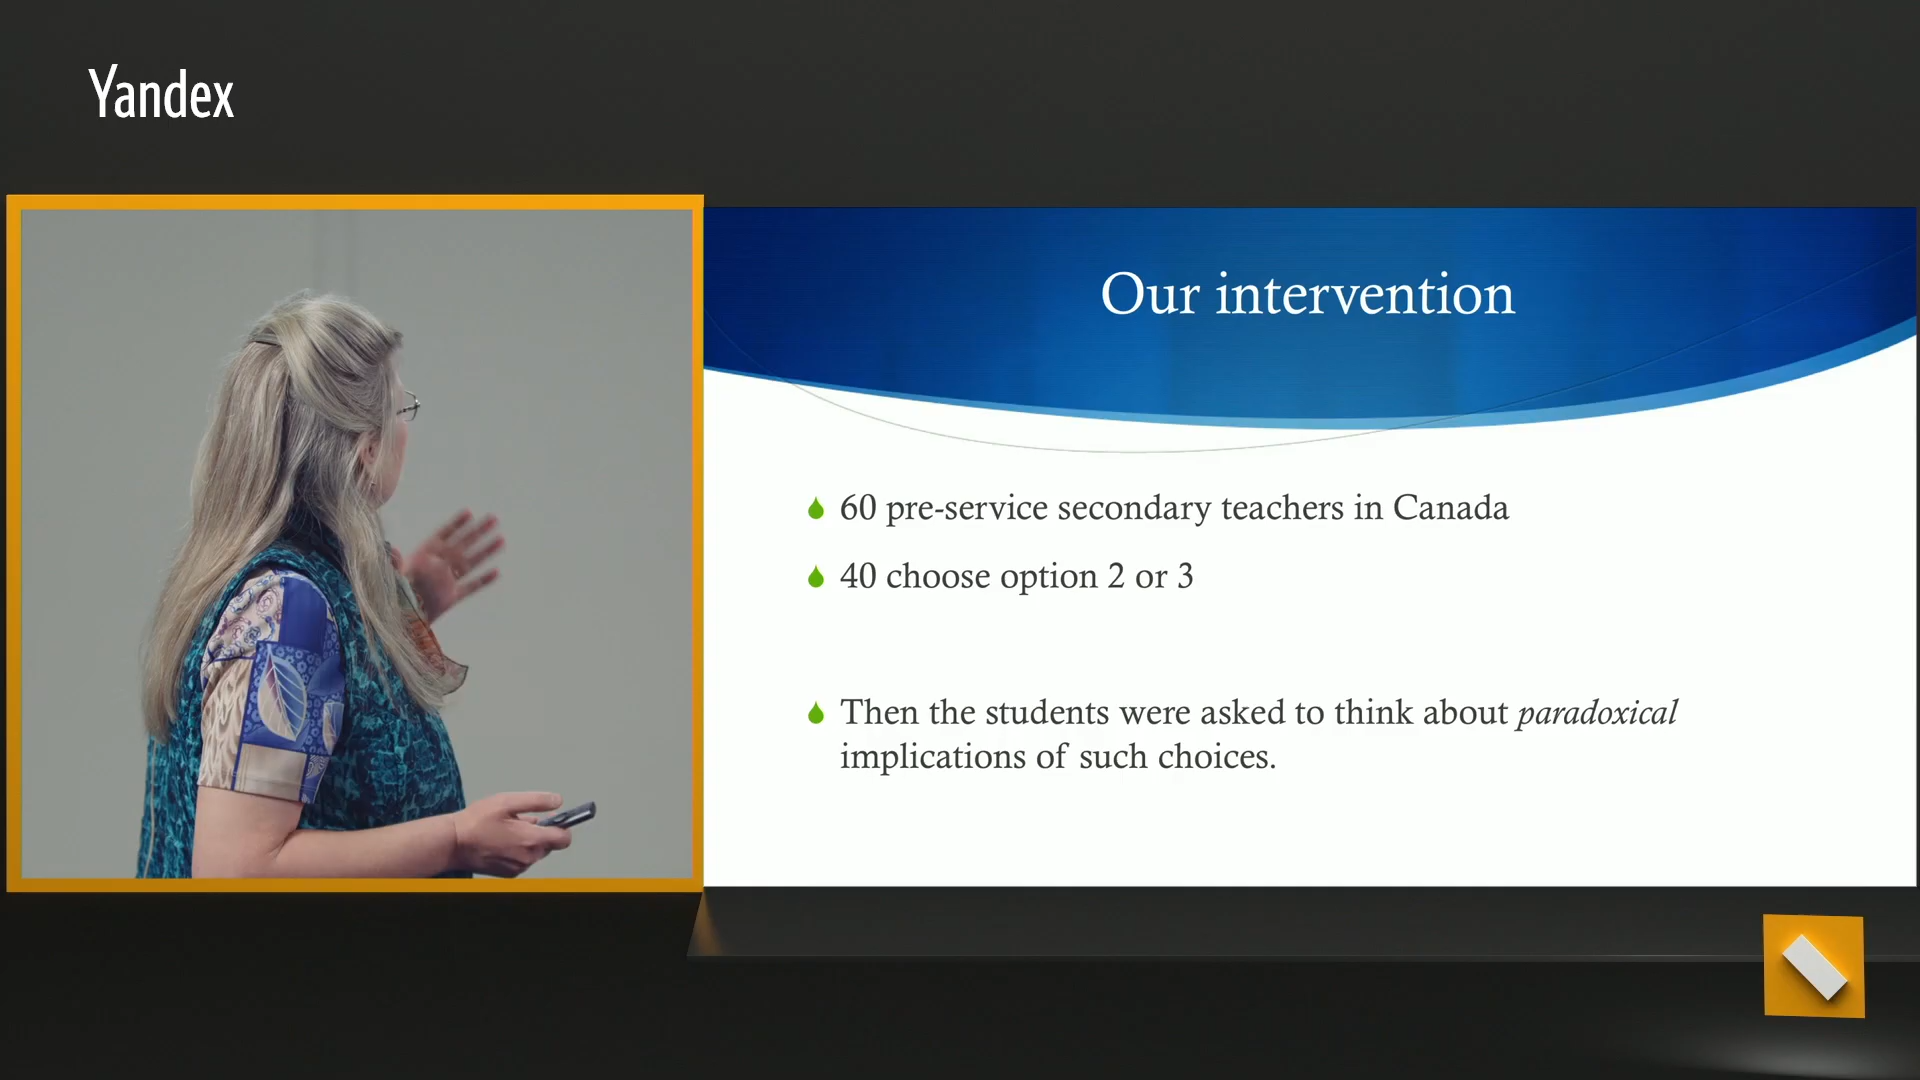 Yandex
Our intervention
60 pre-service secondary teachers in Canada
40 choose option 2 or 3
Then the students were asked to think about paradoxical
implications of such choices.